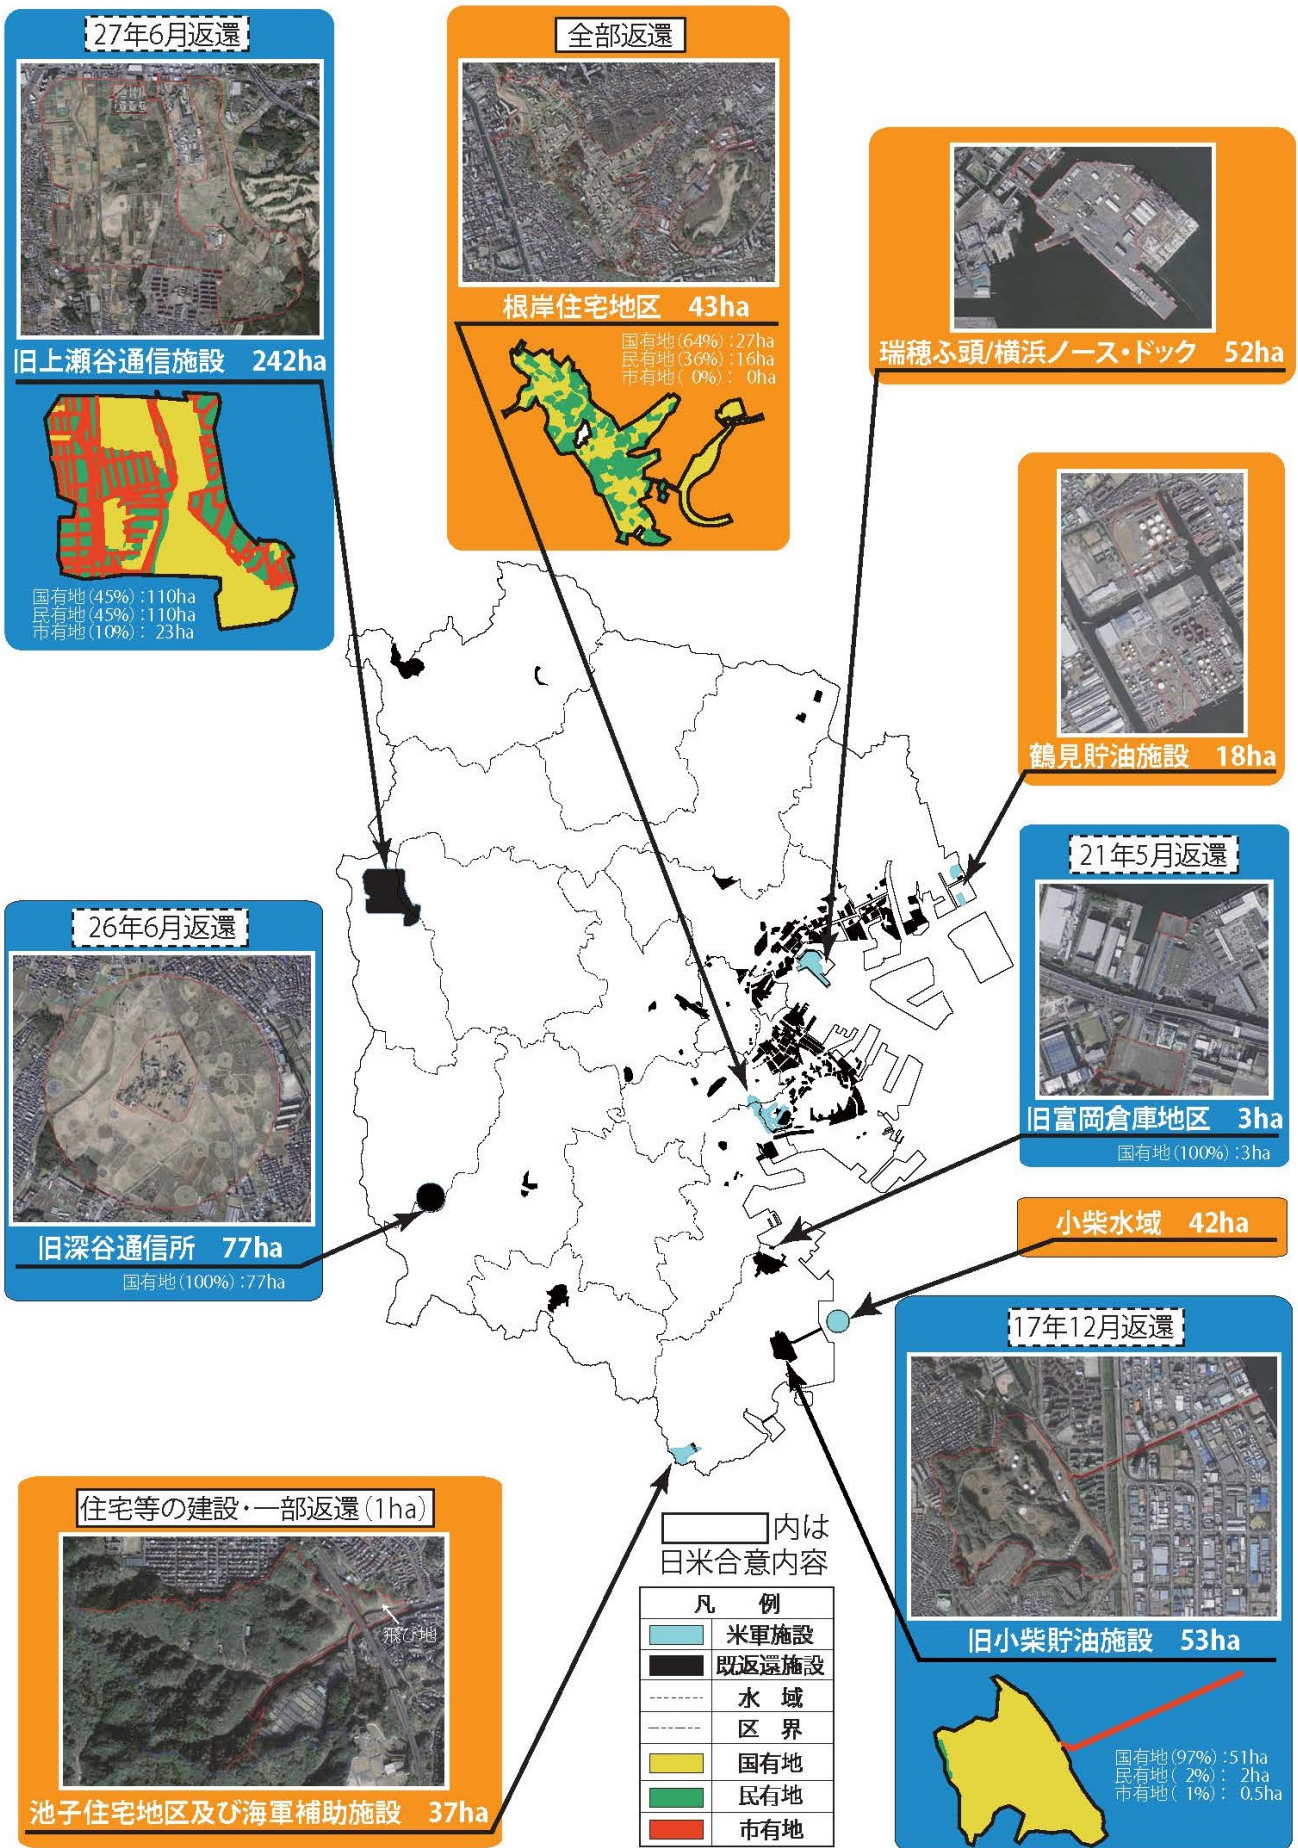 27年6月返還
旧上瀬谷通信施設 242ha
国有地(45%):110ha
民有地(45%):110ha
市有地(10%): 23ha
全部返還
根岸住宅地区 43ha
国有地(64%):27ha
民有地(36%):16ha
市有地( 0%): 0ha
瑞穂ふ頭/横浜ノース・ドック 52ha
鶴見貯油施設 18ha
21年5月返還
旧富岡倉庫地区 3ha
国有地(100%):3ha
26年6月返還
旧深谷通信所 77ha
国有地(100%):77ha
小柴水域 42ha
17年12月返還
旧小柴貯油施設 53ha
国有地(97%):51ha
民有地( 2%): 2ha
市有地( 1%): 0.5ha
住宅等の建設・一部返還(1ha)
飛び地
池子住宅地区及び海軍補助施設 37ha
内は
日米合意内容
凡 例
米軍施設
既返還施設
水 域
区 界
国有地
民有地
市有地